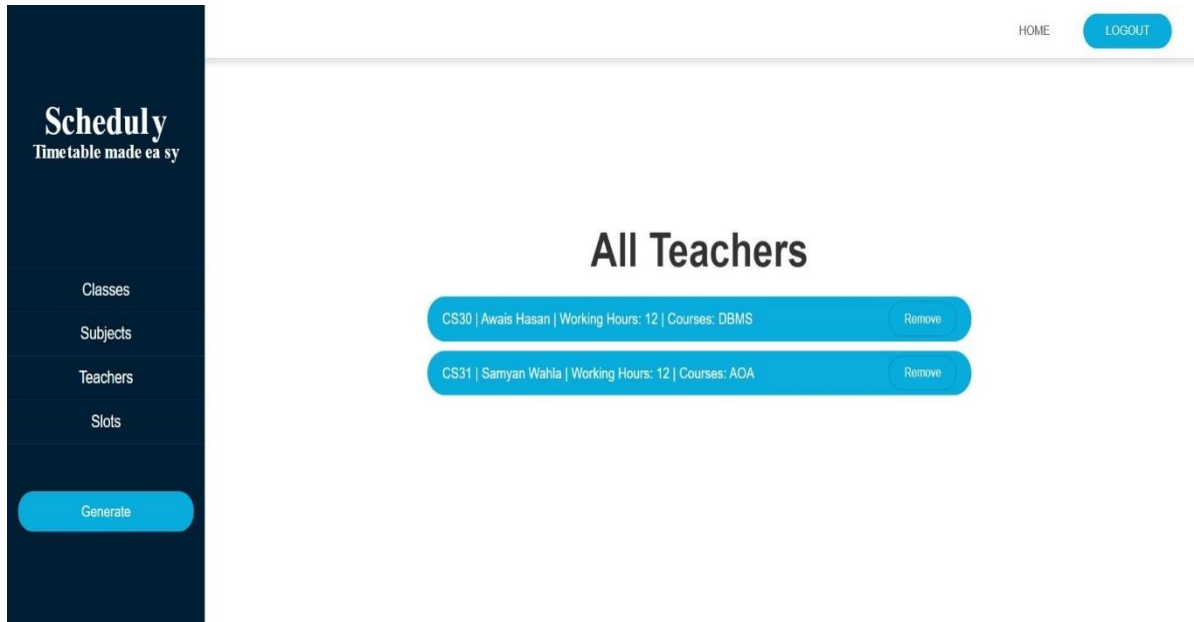 HOME
LOGOUT
Scheduly
Timetable made ea sy
Classes
Subjects
Teachers
Slots
Generate
All Teachers
CS30 | Awais Hasan | Working Hours: 12 | Courses: DBMS
Remove
CS31 | Samyan Wahla | Working Hours: 12 | Courses: AOA
Remove